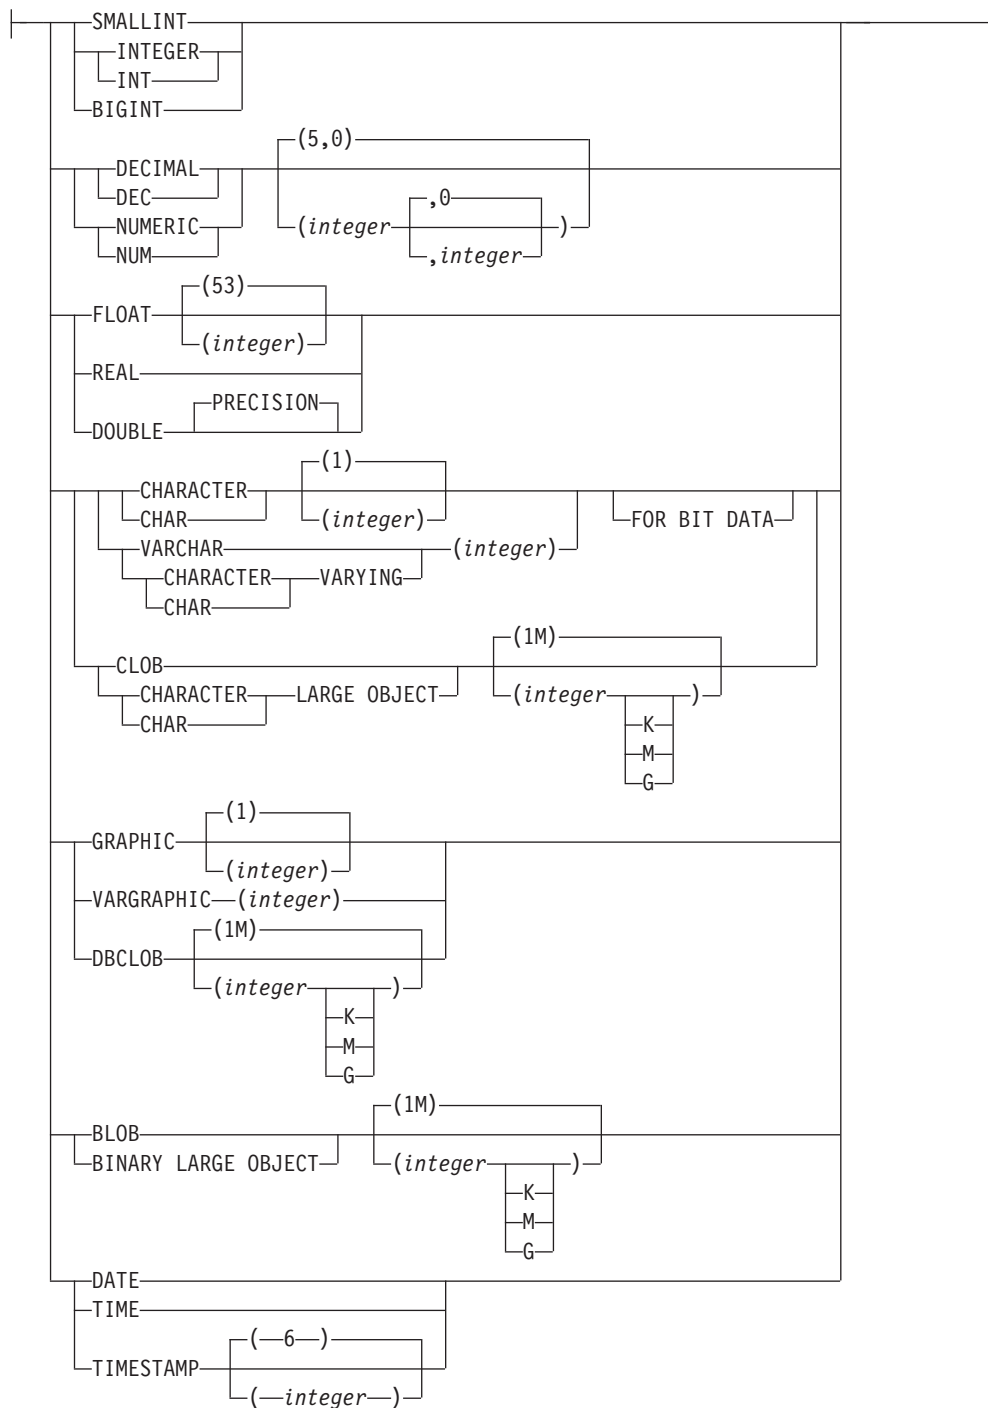 SMALLINT
INTEGER
INT
BIGINT
(5,0)
DECIMAL
DEC
,0
NUMERIC
(integer )
NUM
,integer
(53)
FLOAT
(integer)
REAL
PRECISION
DOUBLE
(1)
CHARACTER
CHAR
(integer)
FOR BIT DATA
VARCHAR
(integer)
CHARACTER VARYING
CHAR
(1M)
CLOB
CHARACTER LARGE OBJECT
(integer )
CHAR
K
M
G
(1)
GRAPHIC
(integer)
VARGRAPHIC (integer)
(1M)
DBCLOB
(integer )
K
M
G
(1M)
BLOB
BINARY LARGE OBJECT
(integer )
K
M
G
DATE
TIME
( 6 )
TIMESTAMP
( integer )